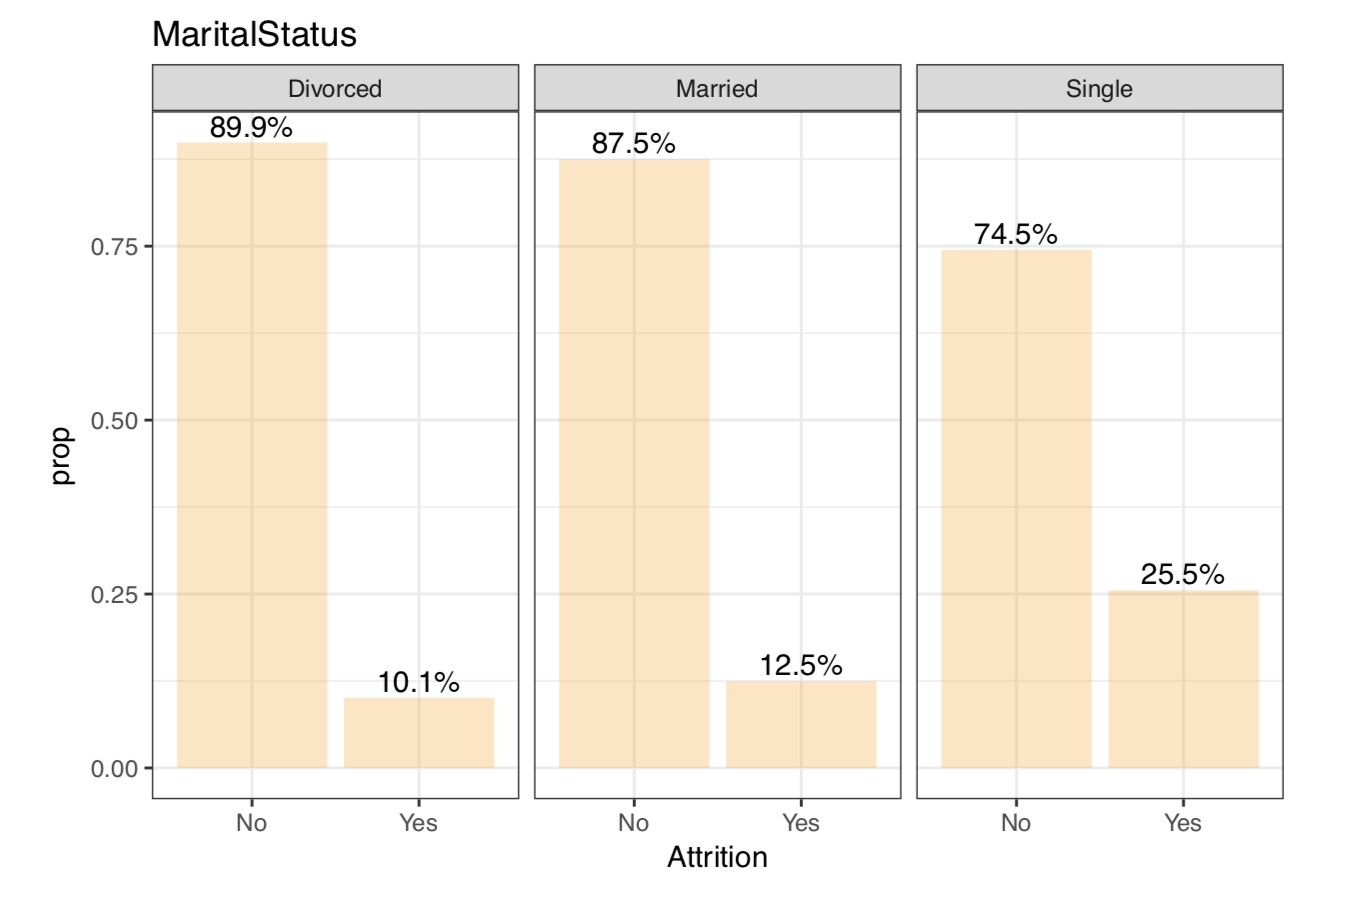 MaritalStatus
Divorced Married Single
89.9%
87.5%
74.5%
25.5%
12.5%
10.1%
0.75
0.50
0.25
0.00
prop
No Yes No Yes No Yes
Attrition